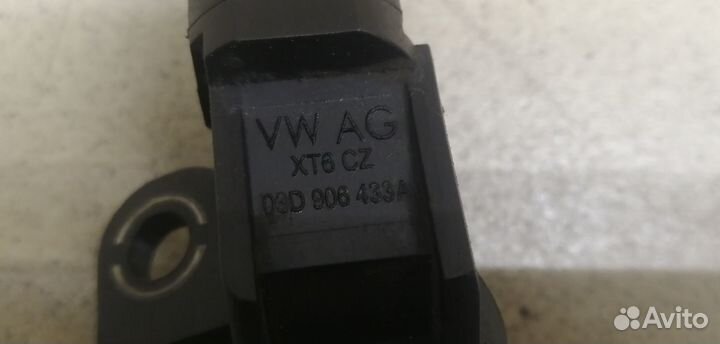 VW AG
XT6 CZ
03D 906 433A
Avito